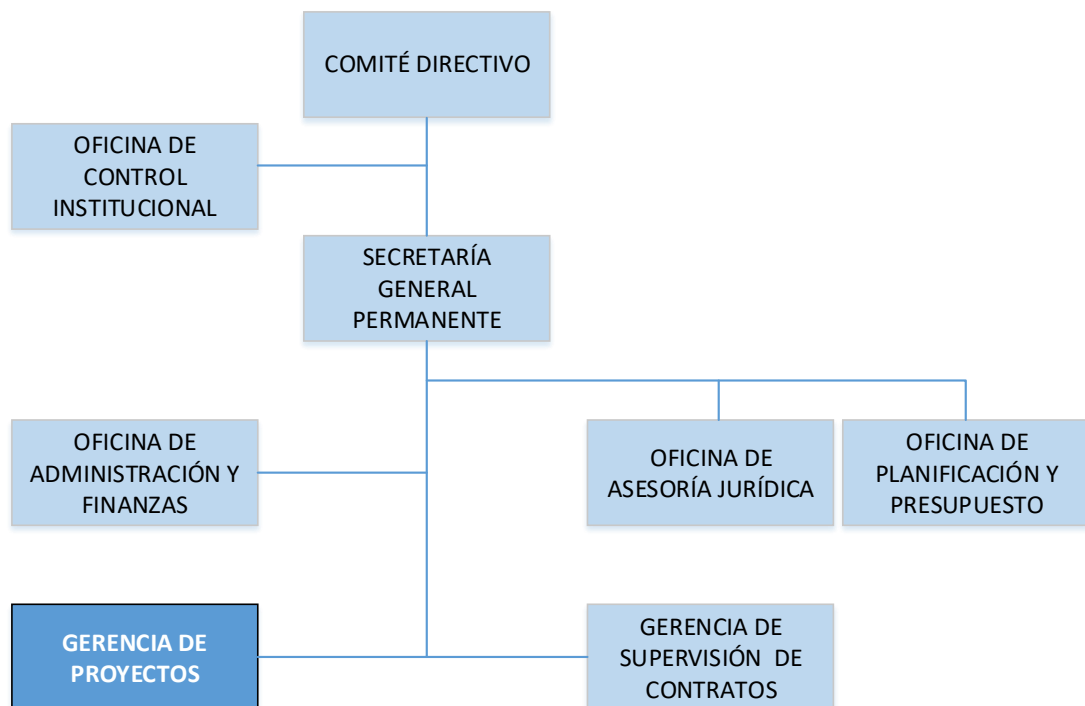 COMITÉ DIRECTIVO
OFICINA DE
CONTROL
INSTITUCIONAL
SECRETARÍA
GENERAL
PERMANENTE
OFICINA DE
ADMINISTRACIÓN Y
FINANZAS
OFICINA DE
ASESORÍA JURÍDICA
OFICINA DE
PLANIFICACIÓN Y
PRESUPUESTO
GERENCIA DE
PROYECTOS
GERENCIA DE
SUPERVISIÓN DE
CONTRATOS